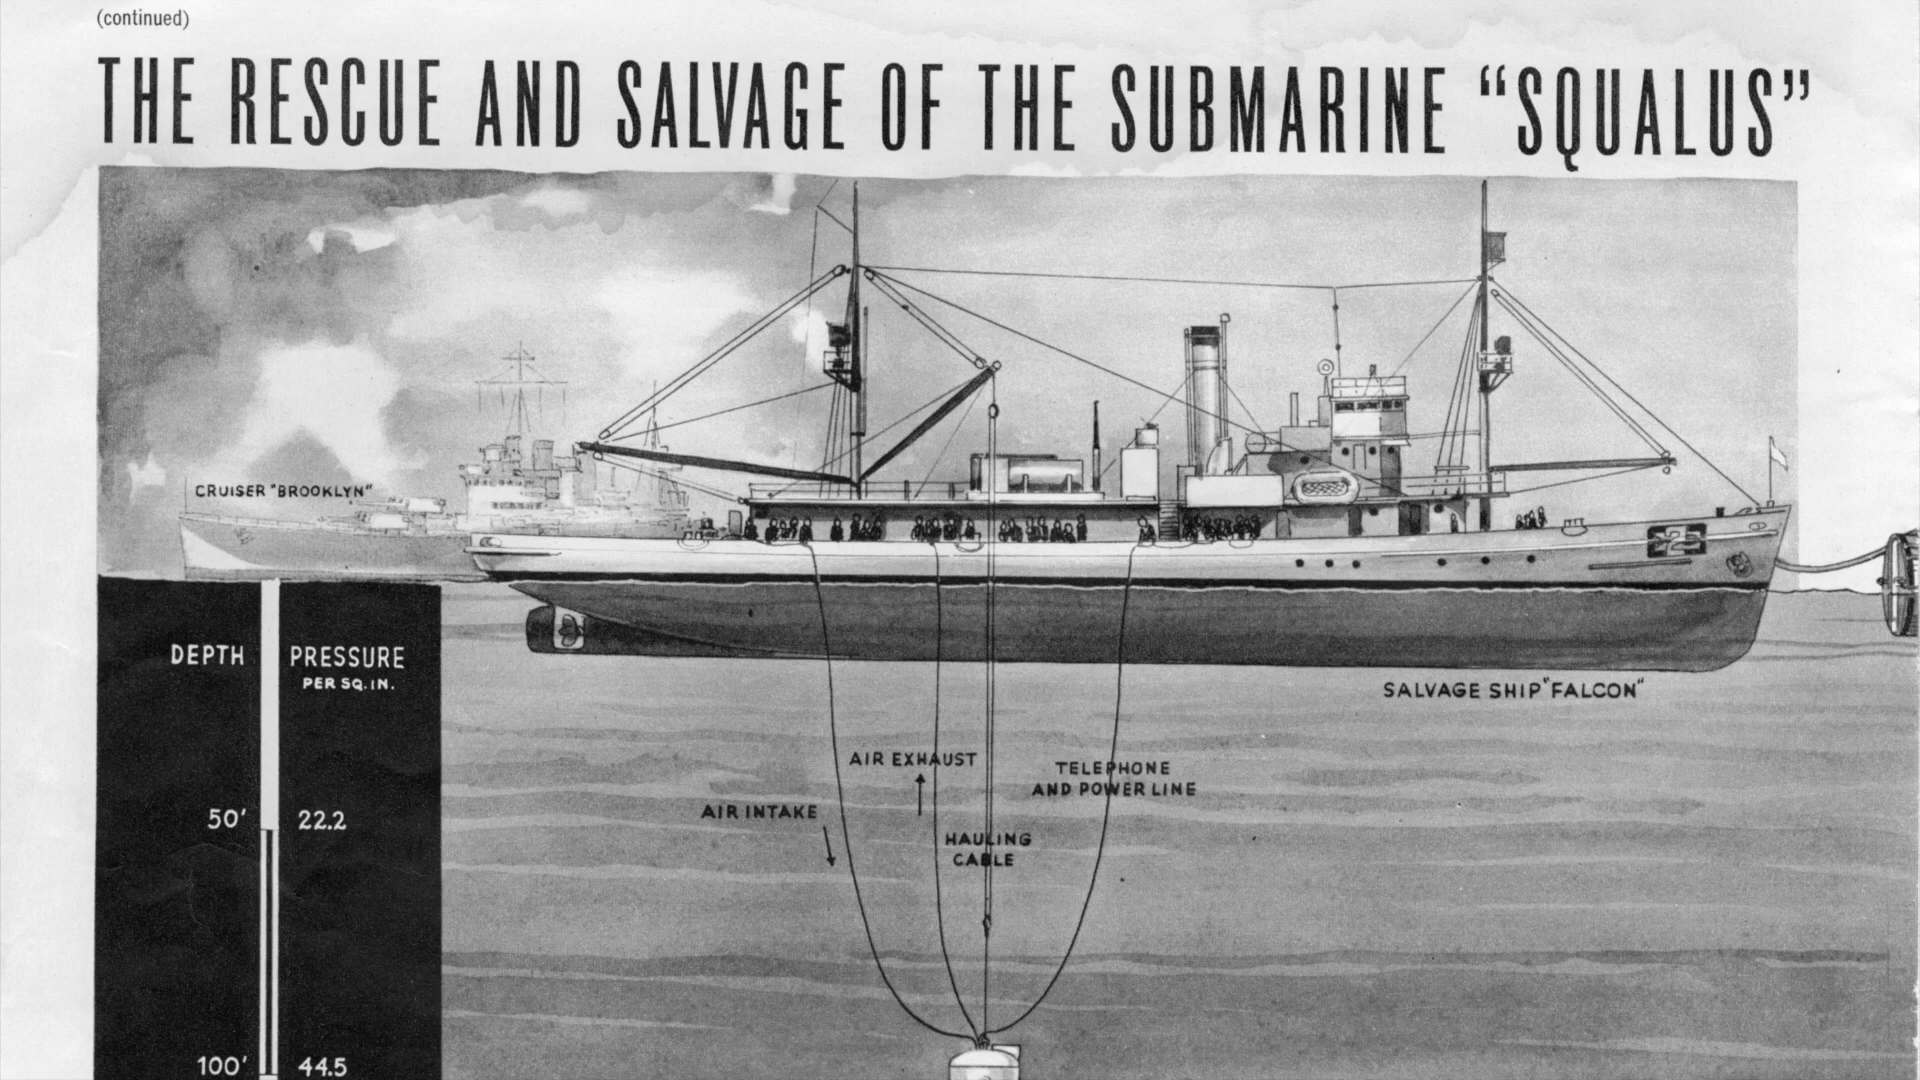 (continued)
THE RESCUE AND SALVAGE OF THE SUBMARINE “SQUALUS”
CRUISER "BROOKLYN"
2
DEPTH
PRESSURE
PER SQ. IN.
SALVAGE SHIP "FALCON"
AIR EXHAUST
TELEPHONE
AND POWER LINE
AIR INTAKE
50' 22.2
HAULING
CABLE
100' 44.5